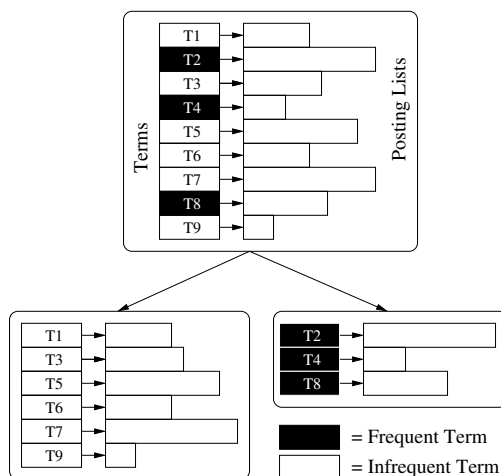 T1
T2
T3
T4
T5
T6
T7
T8
T9
Terms
Posting Lists
T1
T3
T5
T6
T7
T9
T2
T4
T8
= Frequent Term
= Infrequent Term